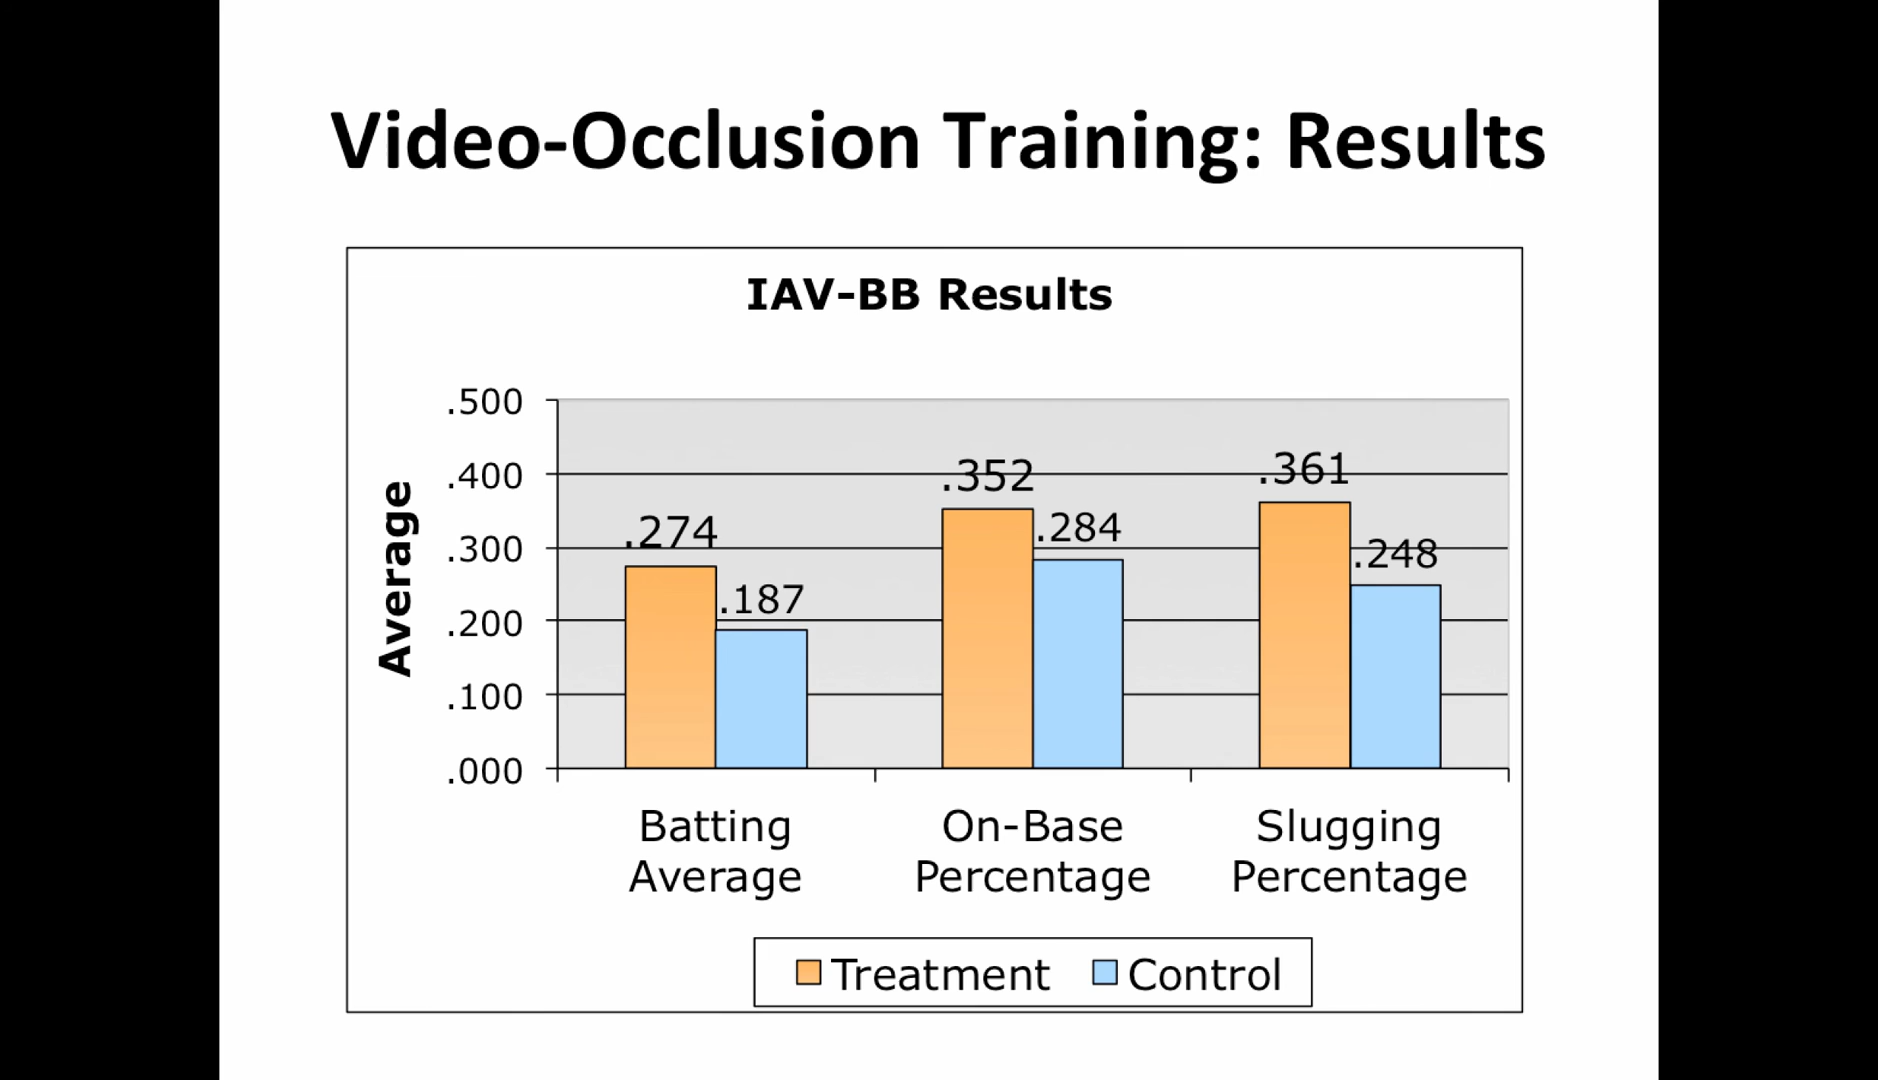 Video-Occlusion Training: Results
IAV-BB Results
Average
.500
.400
.300
.200
.100
.000
.274
.187
.352
.284
.361
.248
Batting
Average
On-Base
Percentage
Slugging
Percentage
Treatment
Control